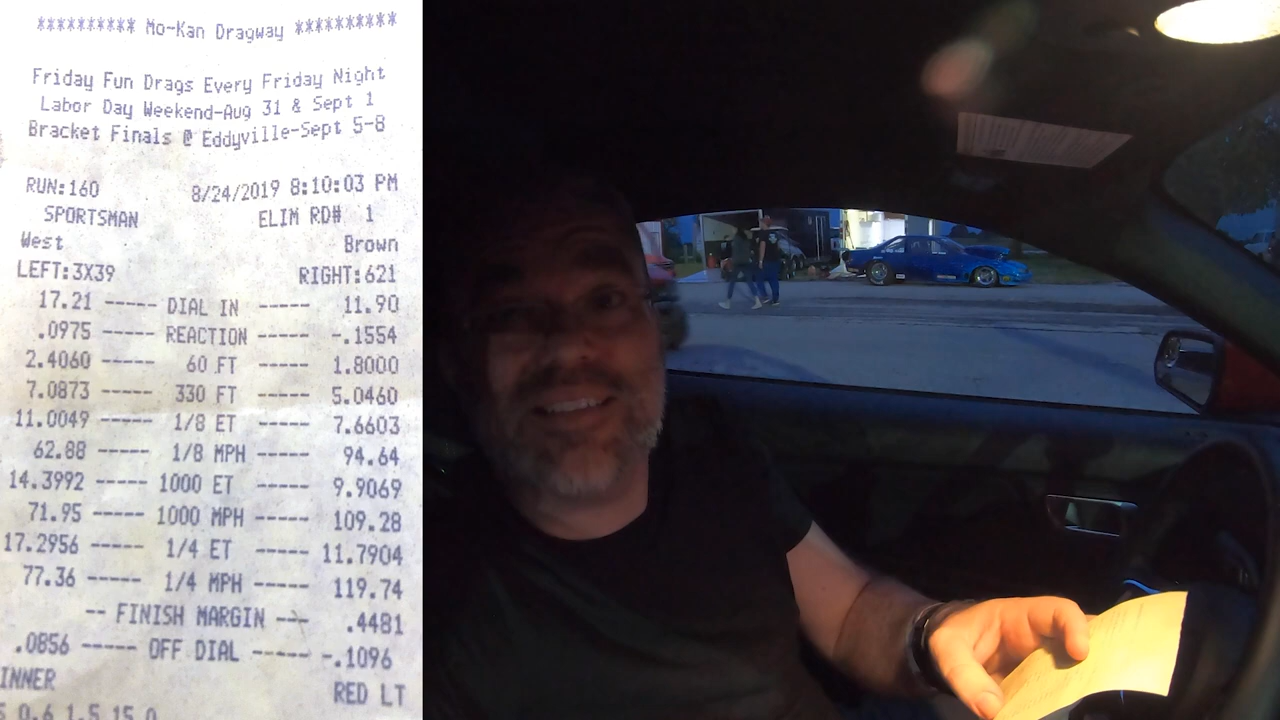 ********** Mo-Kan Dragway **********
Friday Fun Drags Every Friday Night
Labor Day Weekend-Aug 31 & Sept 1
Bracket Finals @ Eddyville-Sept 5-8
RUN:160 8/24/2019 8:10:03 PM
SPORTSMAN ELIM RD# 1
West Brown
LEFT:3X39 RIGHT:621
17.21 ----- DIAL IN ----- 11.90
.0975 ----- REACTION ----- -.1554
2.4060 ----- 60 FT ----- 1.8000
7.0873 ----- 330 FT ----- 5.0460
11.0049 ----- 1/8 ET ----- 7.6603
62.88 ----- 1/8 MPH ----- 94.64
14.3992 ----- 1000 ET ----- 9.9069
71.95 ----- 1000 MPH ----- 109.28
17.2956 ----- 1/4 ET ----- 11.7904
77.36 ----- 1/4 MPH ----- 119.74
-- FINISH MARGIN --- .4481
.0856 ----- OFF DIAL ----- -.1096
INNER RED LT